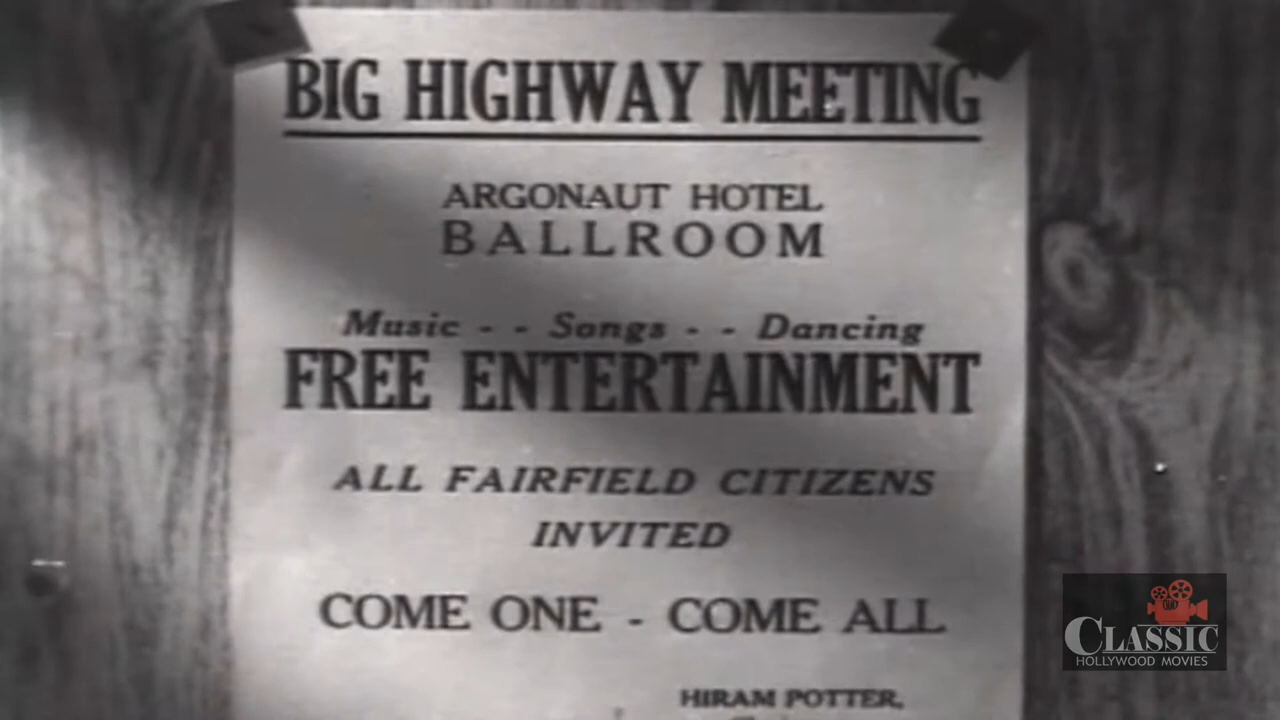 BIG HIGHWAY MEETING
ARGONAUT HOTEL
BALLROOM
Music - - Songs - - Dancing
FREE ENTERTAINMENT
ALL FAIRFIELD CITIZENS
INVITED
COME ONE - COME ALL
HIRAM POTTER,
CLASSIC
HOLLYWOOD MOVIES